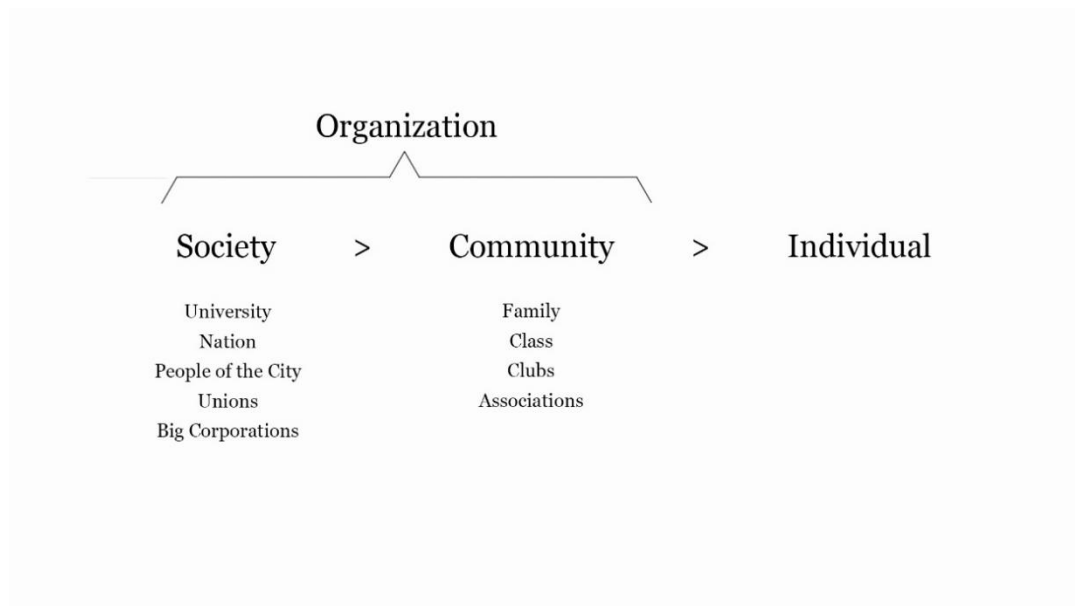 Organization
Society > Community > Individual
University
Nation
People of the City
Unions
Big Corporations
Family
Class
Clubs
Associations